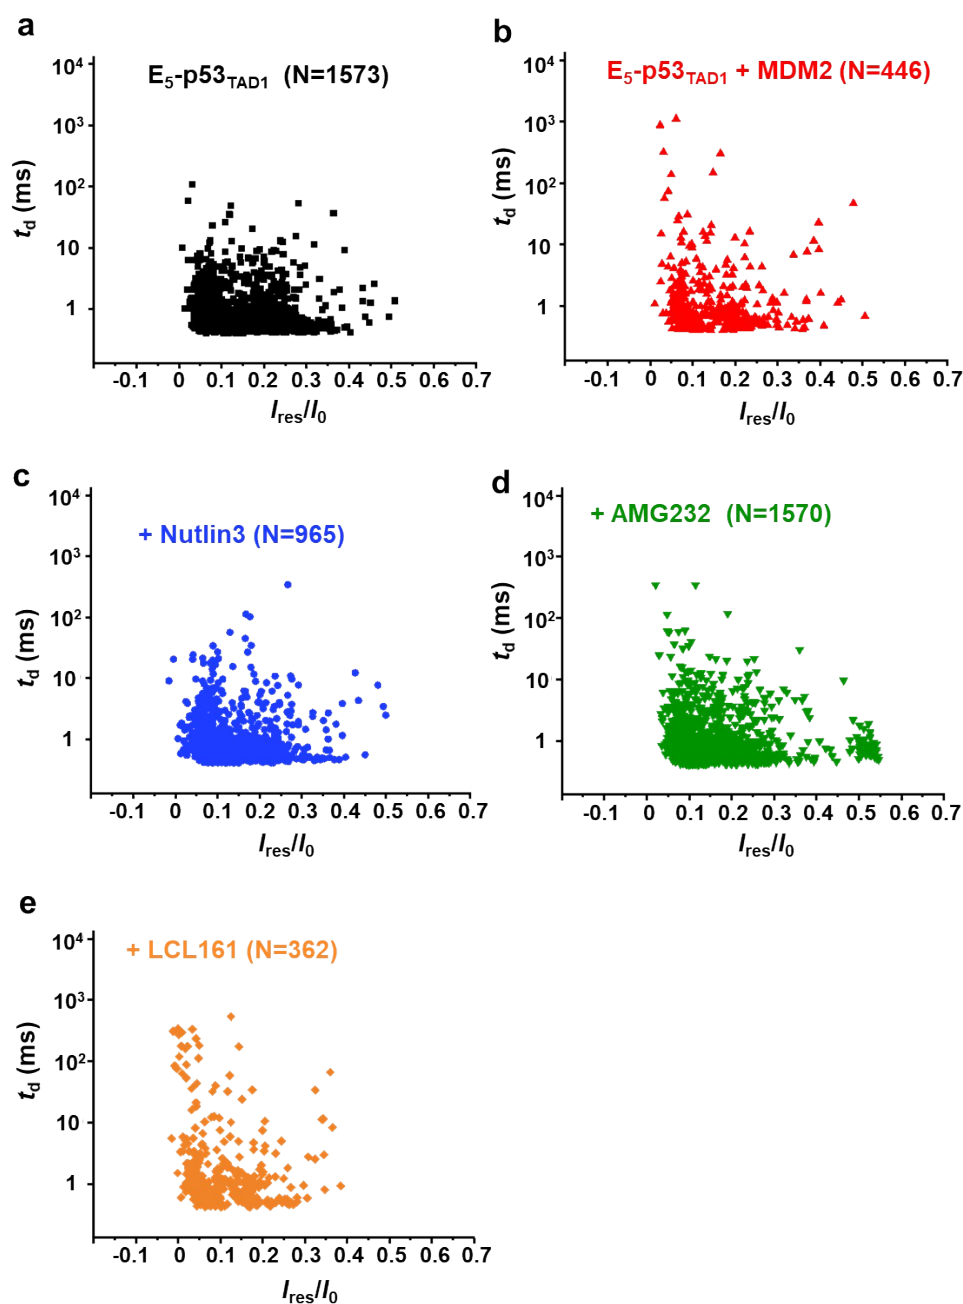 a
E5-p53TAD1 (N=1573)
10⁴
10³
10²
10
1
td (ms)
-0.1 0 0.1 0.2 0.3 0.4 0.5 0.6 0.7
Ires/I0
b
E5-p53TAD1 + MDM2 (N=446)
10⁴
10³
10²
10
1
td (ms)
-0.1 0 0.1 0.2 0.3 0.4 0.5 0.6 0.7
Ires/I0
c
+ Nutlin3 (N=965)
10⁴
10³
10²
10
1
td (ms)
-0.1 0 0.1 0.2 0.3 0.4 0.5 0.6 0.7
Ires/I0
d
+ AMG232 (N=1570)
10⁴
10³
10²
10
1
td (ms)
-0.1 0 0.1 0.2 0.3 0.4 0.5 0.6 0.7
Ires/I0
e
+ LCL161 (N=362)
10⁴
10³
10²
10
1
td (ms)
-0.1 0 0.1 0.2 0.3 0.4 0.5 0.6 0.7
Ires/I0